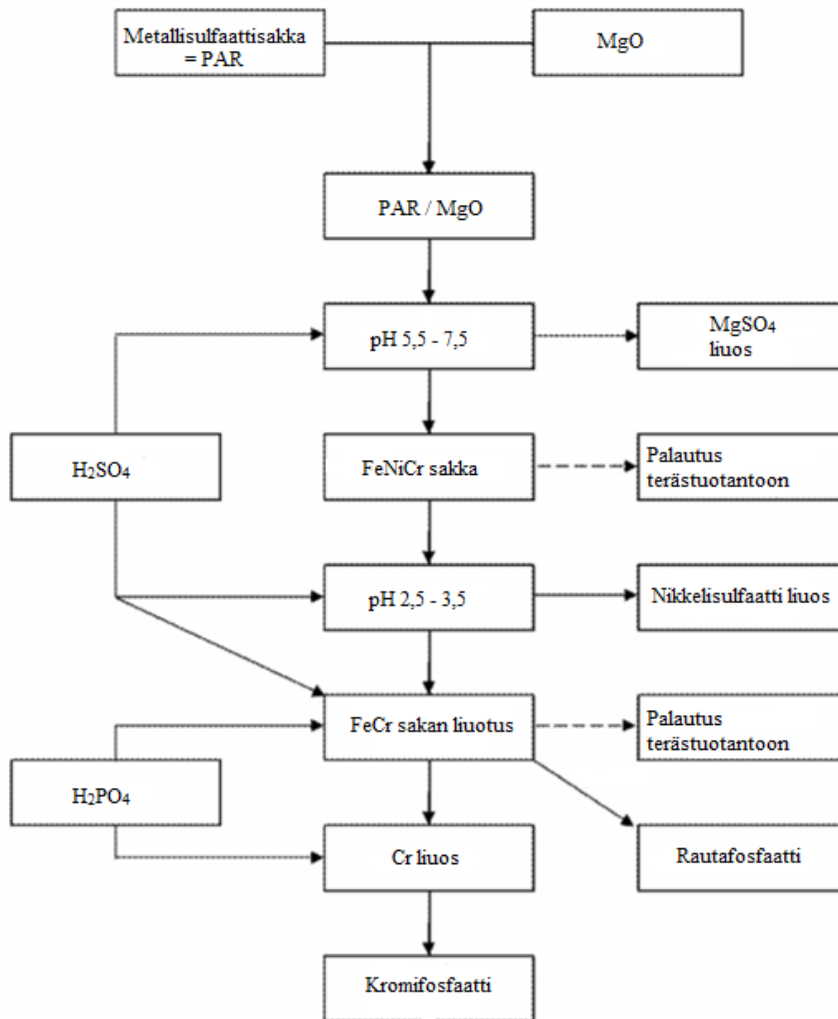 Metallisulfaattisakka
= PAR
MgO
PAR / MgO
pH 5,5 - 7,5
MgSO₄
liuos
H₂SO₄
FeNiCr sakka
Palautus
terästuotantoon
pH 2,5 - 3,5
Nikkelisulfaatti liuos
FeCr sakan liuotus
Palautus
terästuotantoon
H₂PO₄
Cr liuos
Rautafosfaatti
Kromifosfaatti